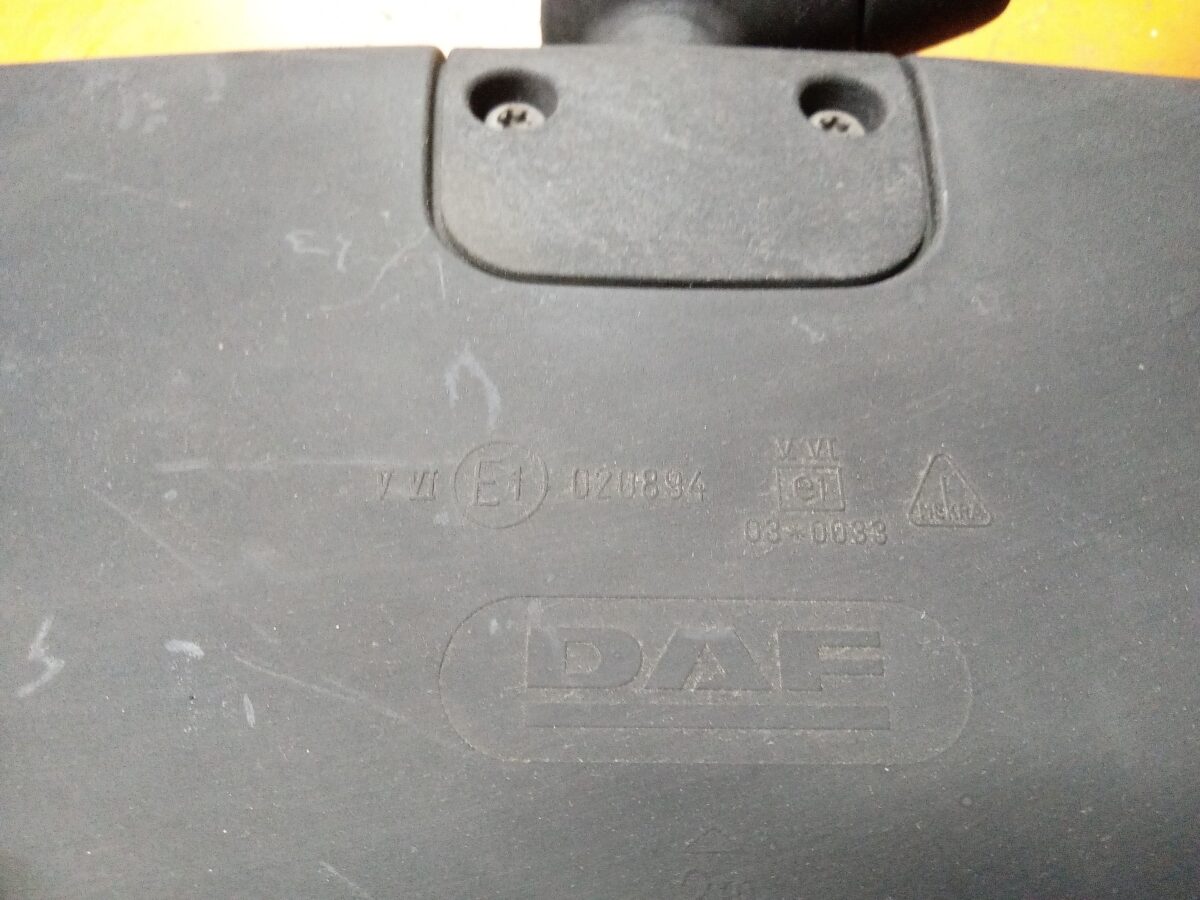 V VI E1 020894
V VI
e1
03*0033
MEKRA
DAF